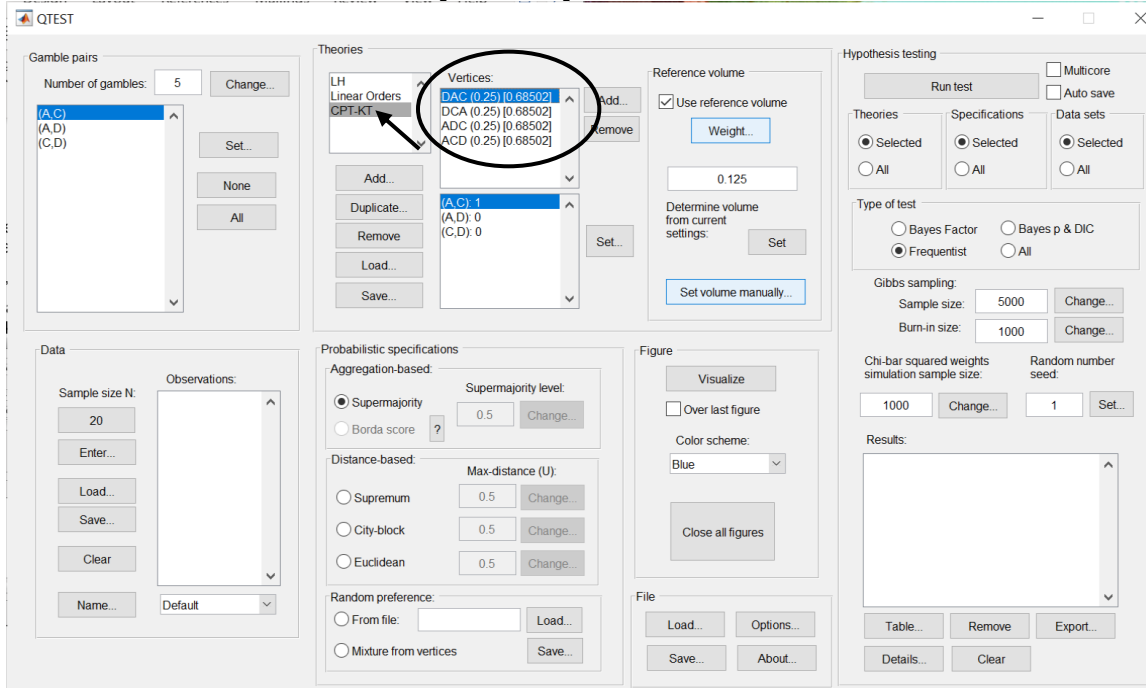 QTEST
Gamble pairs
Number of gambles: 5 Change...
(A,C)
(A,D)
(C,D)
Set...
None
All
Theories
LH
Linear Orders
CPT-KT
Vertices:
DAC (0.25) [0.68502]
DCA (0.25) [0.68502]
ADC (0.25) [0.68502]
ACD (0.25) [0.68502]
Add...
Remove
Add...
Duplicate...
Remove
Load...
Save...
(A,C): 1
(A,D): 0
(C,D): 0
Set...
Reference volume
Use reference volume
Weight...
0.125
Determine volume
from current
settings:
Set
Set volume manually...
Hypothesis testing
Run test
Multicore
Auto save
Theories
Selected
All
Specifications
Selected
All
Data sets
Selected
All
Type of test
Bayes Factor Bayes p & DIC
Frequentist All
Gibbs sampling:
Sample size: 5000 Change...
Burn-in size: 1000 Change...
Chi-bar squared weights
simulation sample size:
1000 Change...
Random number
seed:
1 Set...
Results:
Table... Remove Export...
Details... Clear
Data
Sample size N:
20
Enter...
Load...
Save...
Clear
Name...
Observations:
Default
Probabilistic specifications
Aggregation-based:
Supermajority level:
Supermajority 0.5 Change...
Borda score ?
Distance-based:
Max-distance (U):
Supremum 0.5 Change...
City-block 0.5 Change...
Euclidean 0.5 Change...
Random preference:
From file: Load...
Mixture from vertices Save...
Figure
Visualize
Over last figure
Color scheme:
Blue
Close all figures
File
Load... Options...
Save... About...